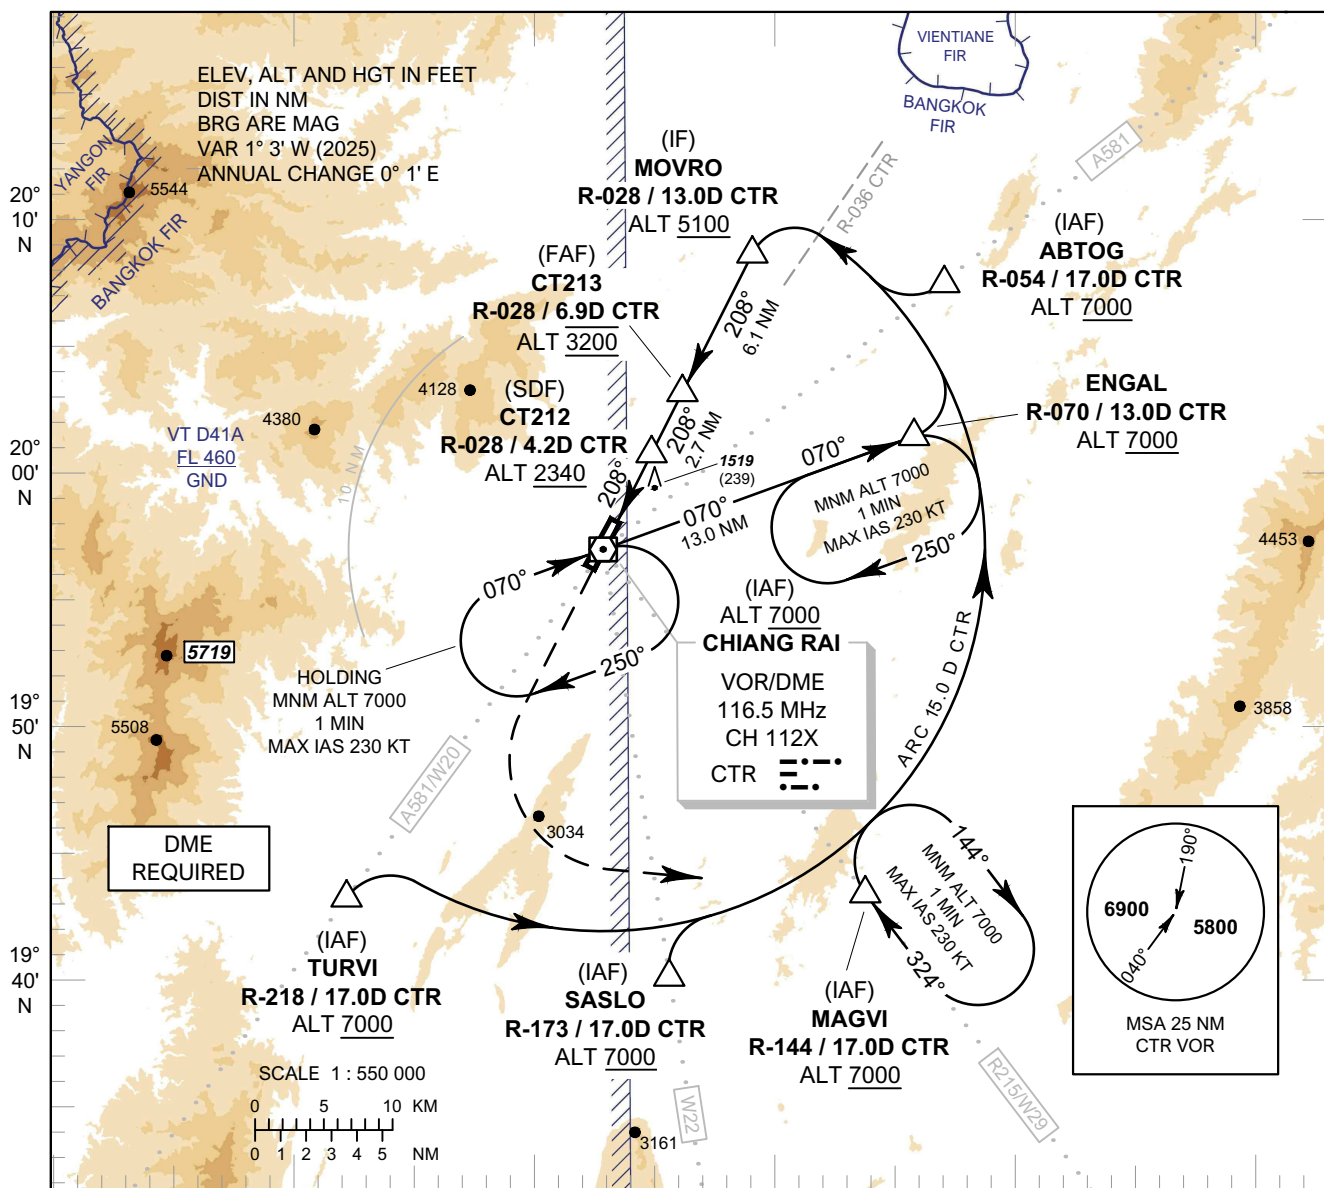 ELEV, ALT AND HGT IN FEET
DIST IN NM
BRG ARE MAG
VAR 1° 3' W (2025)
ANNUAL CHANGE 0° 1' E
VIENTIANE
FIR
BANGKOK
FIR
YANGON
FIR
BANGKOK FIR
5544
20°
10'
N
A581
R-036 CTR
(IF)
MOVRO
R-028 / 13.0D CTR
ALT 5100
(IAF)
ABTOG
R-054 / 17.0D CTR
ALT 7000
(FAF)
CT213
R-028 / 6.9D CTR
ALT 3200
208°
6.1 NM
4128
4380
10 NM
(SDF)
CT212
R-028 / 4.2D CTR
ALT 2340
208°
2.7 NM
208°
1519
(239)
ENGAL
R-070 / 13.0D CTR
ALT 7000
VT D41A
FL 460
GND
20°
00'
N
070°
070°
13.0 NM
MNM ALT 7000
1 MIN
MAX IAS 230 KT
250°
4453
070°
250°
HOLDING
MNM ALT 7000
1 MIN
MAX IAS 230 KT
(IAF)
ALT 7000
CHIANG RAI
VOR/DME
116.5 MHz
CH 112X
CTR
ARC 15.0 D CTR
5719
5508
3858
19°
50'
N
A581/W20
3034
DME
REQUIRED
144°
MNM ALT 7000
1 MIN
MAX IAS 230 KT
324°
190°
6900
5800
040°
MSA 25 NM
CTR VOR
19°
40'
N
(IAF)
TURVI
R-218 / 17.0D CTR
ALT 7000
(IAF)
SASLO
R-173 / 17.0D CTR
ALT 7000
(IAF)
MAGVI
R-144 / 17.0D CTR
ALT 7000
R215/W29
W22
3161
SCALE 1 : 550 000
0 5 10 KM
0 1 2 3 4 5 NM